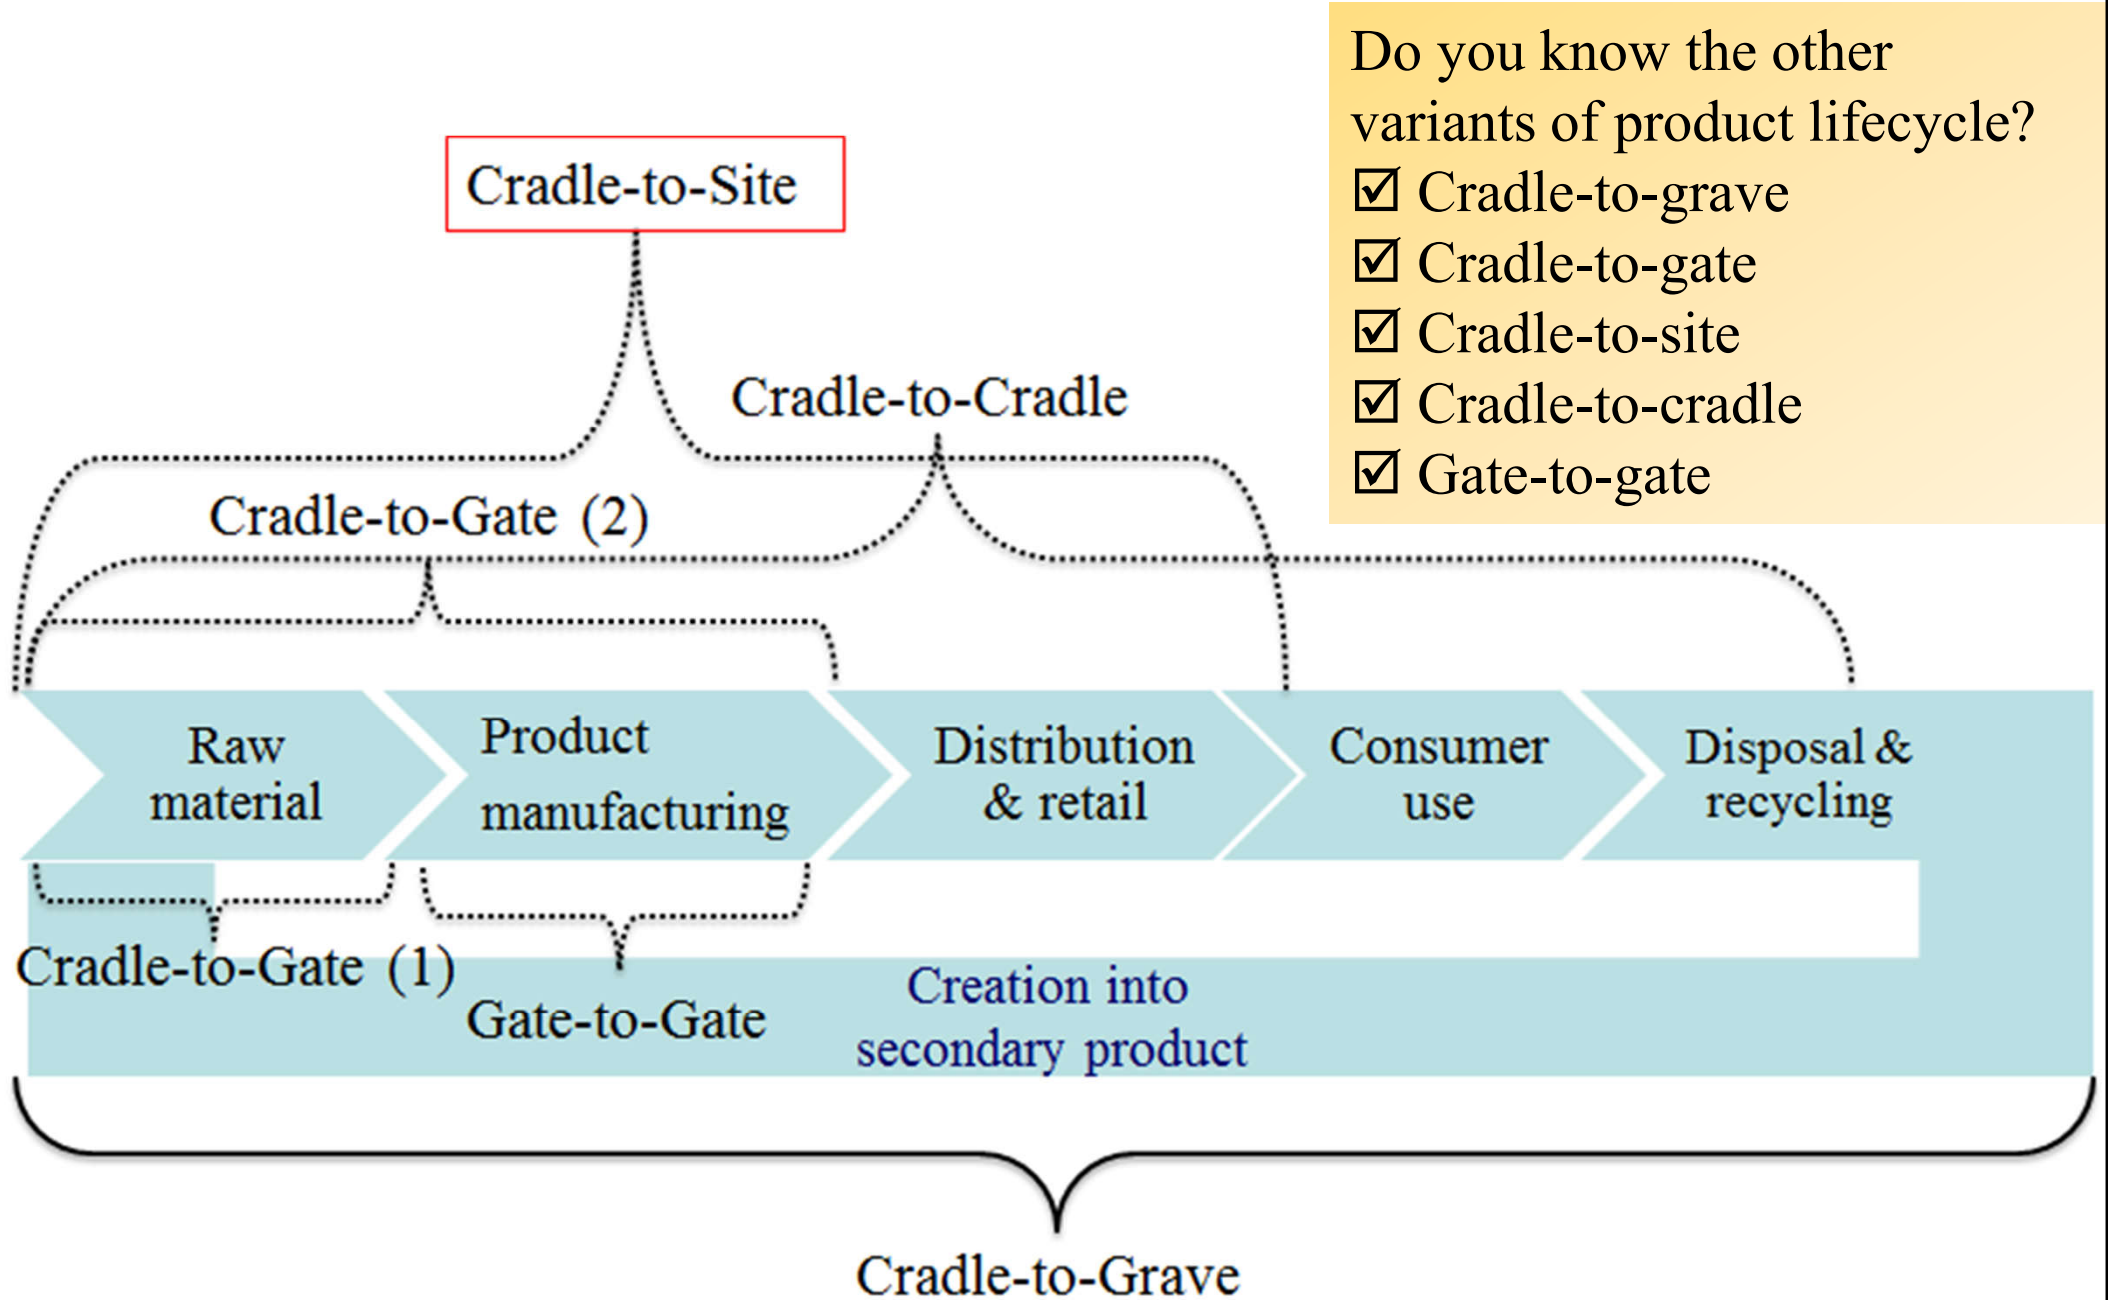 Do you know the other
variants of product lifecycle?
☑ Cradle-to-grave
☑ Cradle-to-gate
☑ Cradle-to-site
☑ Cradle-to-cradle
☑ Gate-to-gate
Cradle-to-Site
Cradle-to-Cradle
Cradle-to-Gate (2)
Raw
material
Product
manufacturing
Distribution
& retail
Consumer
use
Disposal &
recycling
Cradle-to-Gate (1)
Gate-to-Gate
Creation into
secondary product
Cradle-to-Grave